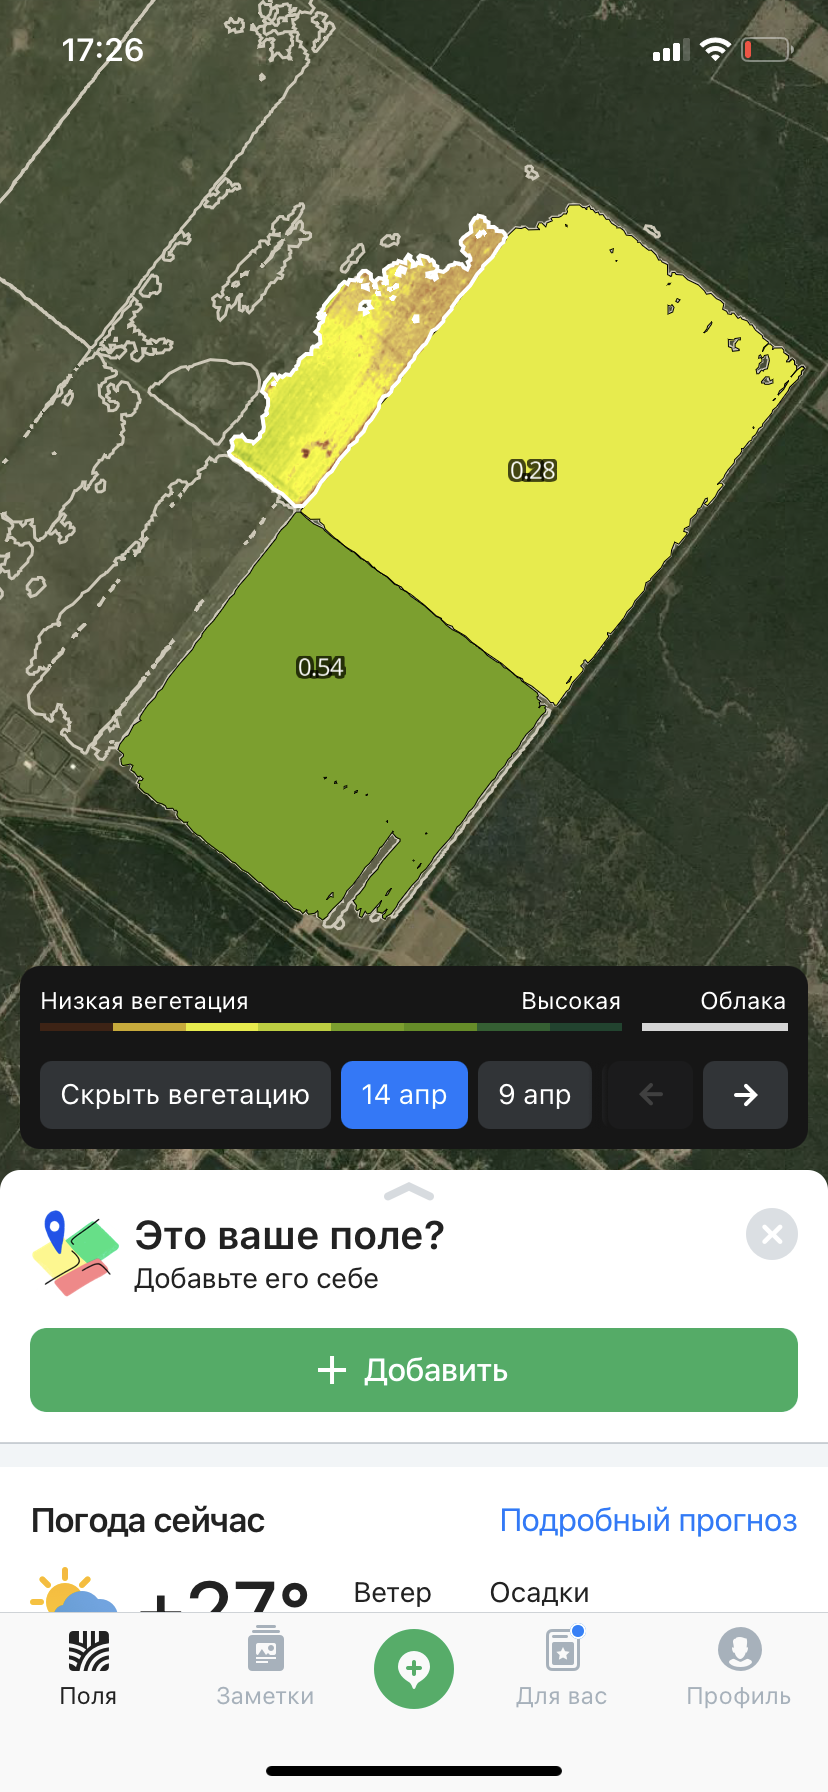 17:26
0.28
0.54
Низкая вегетация Высокая Облака
Скрыть вегетацию 14 апр 9 апр
Это ваше поле?
Добавьте его себе
Добавить
Погода сейчас Подробный прогноз
+27° Ветер Осадки
Поля Заметки Для вас Профиль